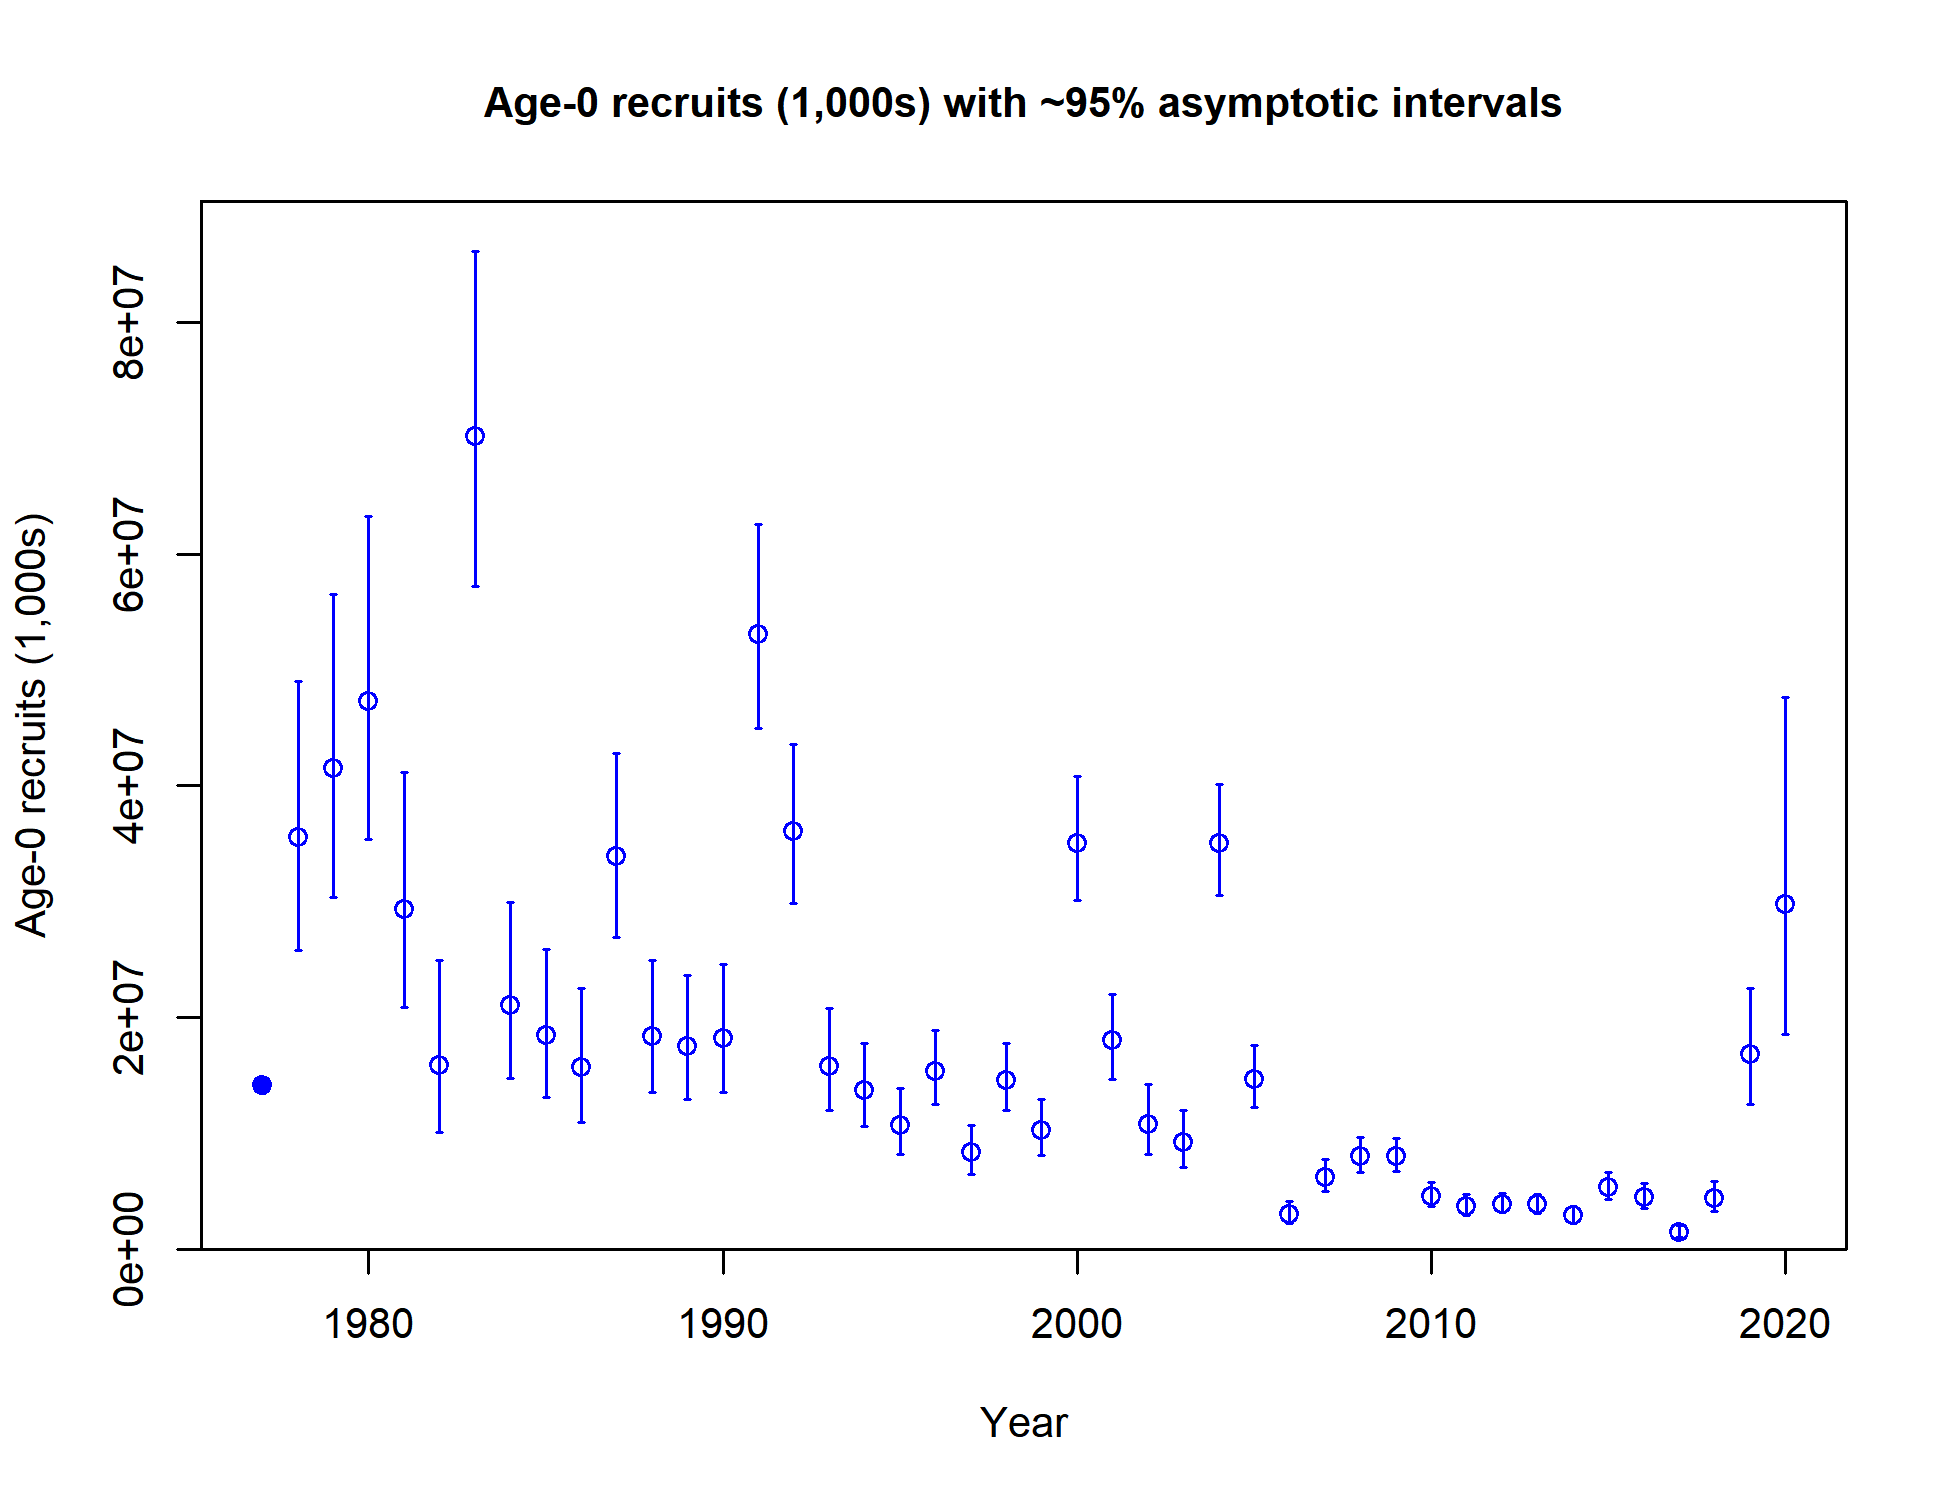 Age-0 recruits (1,000s) with ~95% asymptotic intervals
Age-0 recruits (1,000s)
8e+07
6e+07
4e+07
2e+07
0e+00
1980
1990
2000
2010
2020
Year